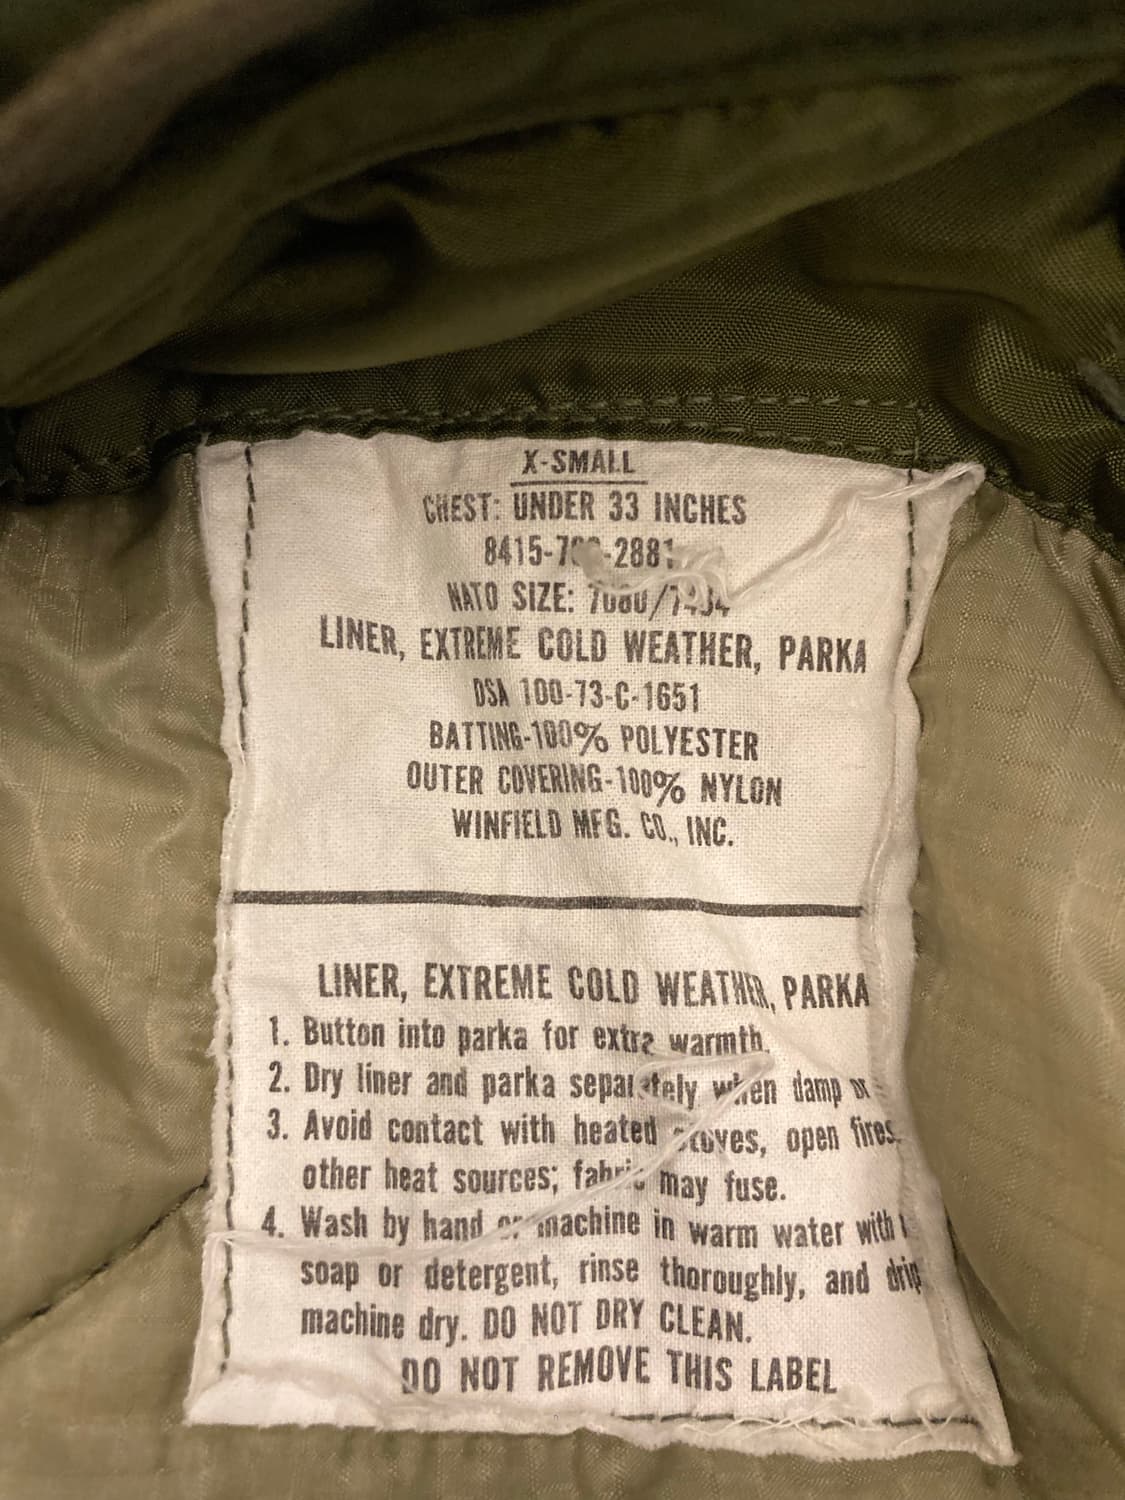 X-SMALL
CHEST: UNDER 33 INCHES
NATO SIZE:
LINER, EXTREME COLD WEATHER, PARKA
DSA 100-73-C-1651
BATTING-100% POLYESTER
OUTER COVERING-100% NYLON
WINFIELD MFG. CO., INC.
LINER, EXTREME COLD WEATHER, PARKA
1. Button into parka for extra warmth.
2. Dry liner and parka separately when damp or
3. Avoid contact with heated stoves, open fires,
other heat sources; fabric may fuse.
4. Wash by hand or machine in warm water with
soap or detergent, rinse thoroughly, and drip
machine dry. DO NOT DRY CLEAN.
DO NOT REMOVE THIS LABEL